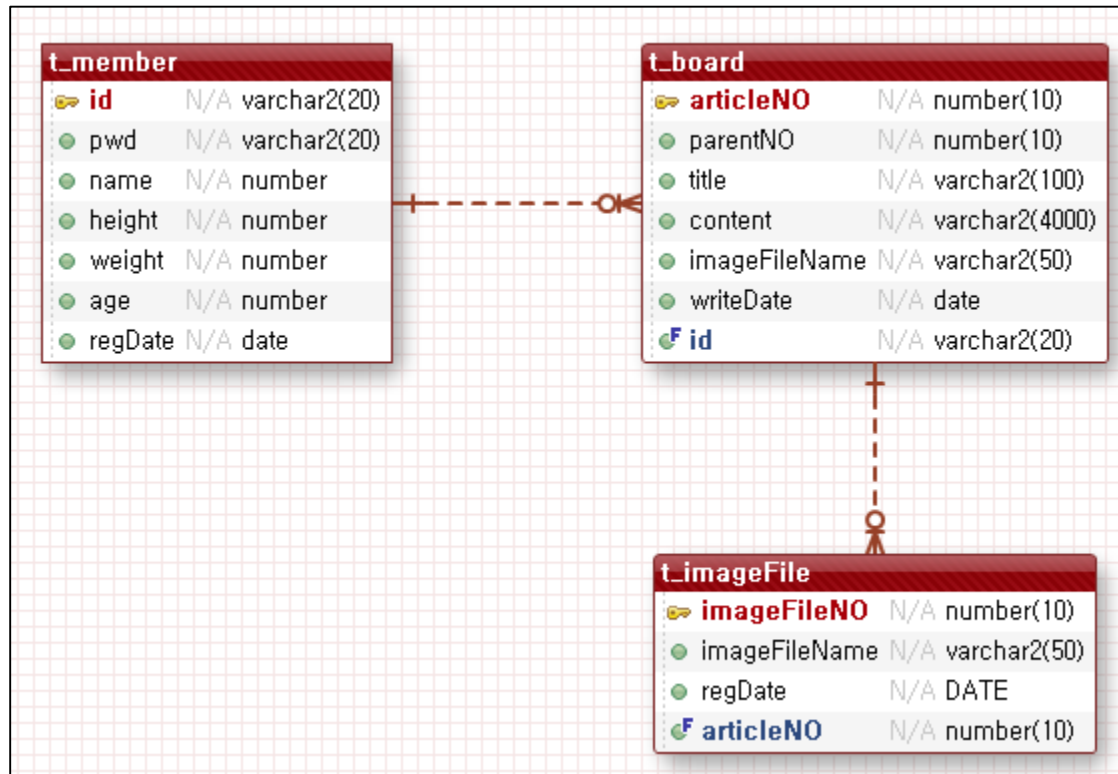 t_member
id N/A varchar2(20)
pwd N/A varchar2(20)
name N/A number
height N/A number
weight N/A number
age N/A number
regDate N/A date
t_board
articleNO N/A number(10)
parentNO N/A number(10)
title N/A varchar2(100)
content N/A varchar2(4000)
imageFileName N/A varchar2(50)
writeDate N/A date
F id N/A varchar2(20)
t_imageFile
imageFileNO N/A number(10)
imageFileName N/A varchar2(50)
regDate N/A DATE
F articleNO N/A number(10)